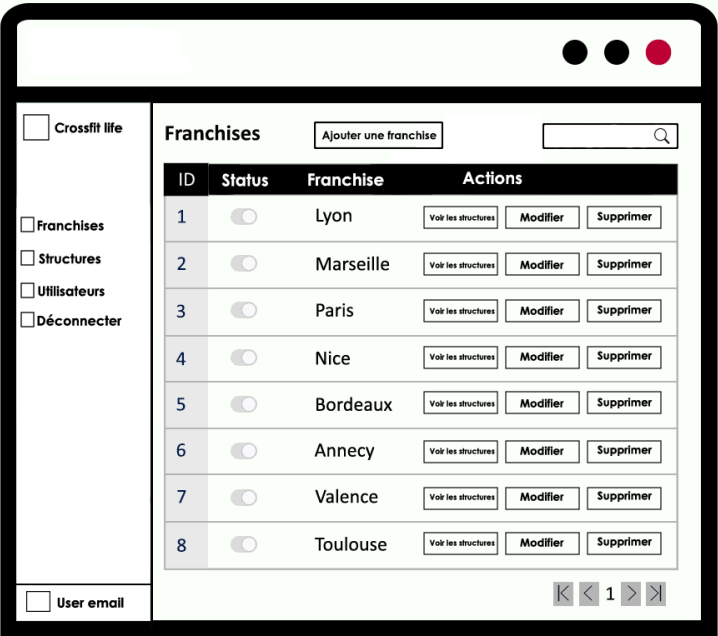 Crossfit life
Franchises
Structures
Utilisateurs
Déconnecter
User email
Franchises Ajouter une franchise
ID Status Franchise Actions
1 Lyon Voir les structures Modifier Supprimer
2 Marseille Voir les structures Modifier Supprimer
3 Paris Voir les structures Modifier Supprimer
4 Nice Voir les structures Modifier Supprimer
5 Bordeaux Voir les structures Modifier Supprimer
6 Annecy Voir les structures Modifier Supprimer
7 Valence Voir les structures Modifier Supprimer
8 Toulouse Voir les structures Modifier Supprimer
1